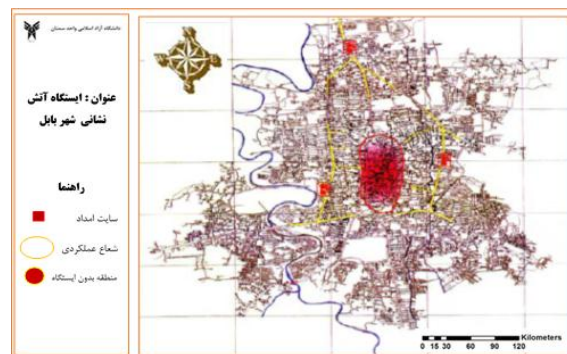 دانشگاه آزاد اسلامی واحد سمنان
عنوان : ایستگاه آتش
نشانی شهر بابل
راهنما
سایت امداد
شعاع عملکردی
منطقه بدون ایستگاه
Kilometers
0 15 30 60 90 120